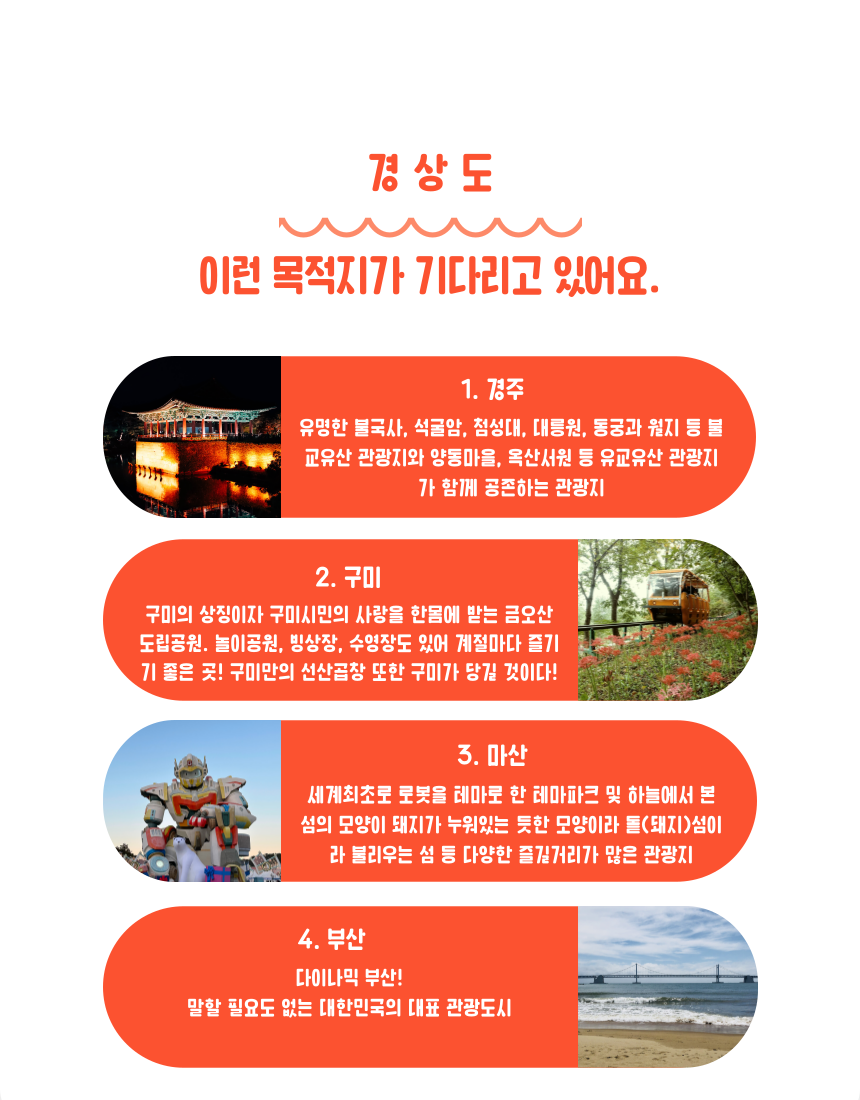 경상도
이런 목적지가 기다리고 있어요.
1. 경주
유명한 불국사, 석굴암, 첨성대, 대릉원, 동궁과 월지 등 불
교유산 관광지와 양동마을, 옥산서원 등 유교유산 관광지
가 함께 공존하는 관광지
2. 구미
구미의 상징이자 구미시민의 사랑을 한몸에 받는 금오산
도립공원. 놀이공원, 빙상장, 수영장도 있어 계절마다 즐기
기 좋은 곳! 구미만의 선산곱창 또한 구미가 당길 것이다!
3. 마산
세계최초로 로봇을 테마로 한 테마파크 및 하늘에서 본
섬의 모양이 돼지가 누워있는 듯한 모양이라 돝(돼지)섬이
라 불리우는 섬 등 다양한 즐길거리가 많은 관광지
4. 부산
다이나믹 부산!
말할 필요도 없는 대한민국의 대표 관광도시